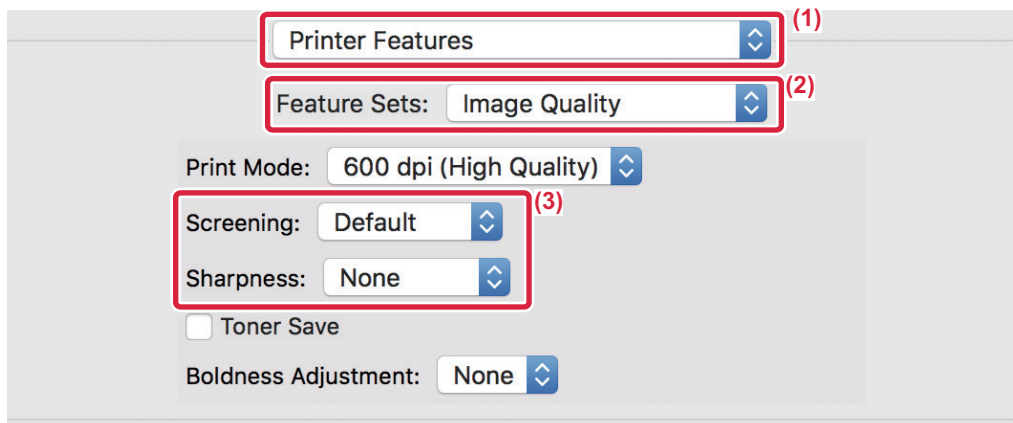 Printer Features (1)
Feature Sets: Image Quality (2)
Print Mode: 600 dpi (High Quality)
Screening: Default (3)
Sharpness: None
Toner Save
Boldness Adjustment: None